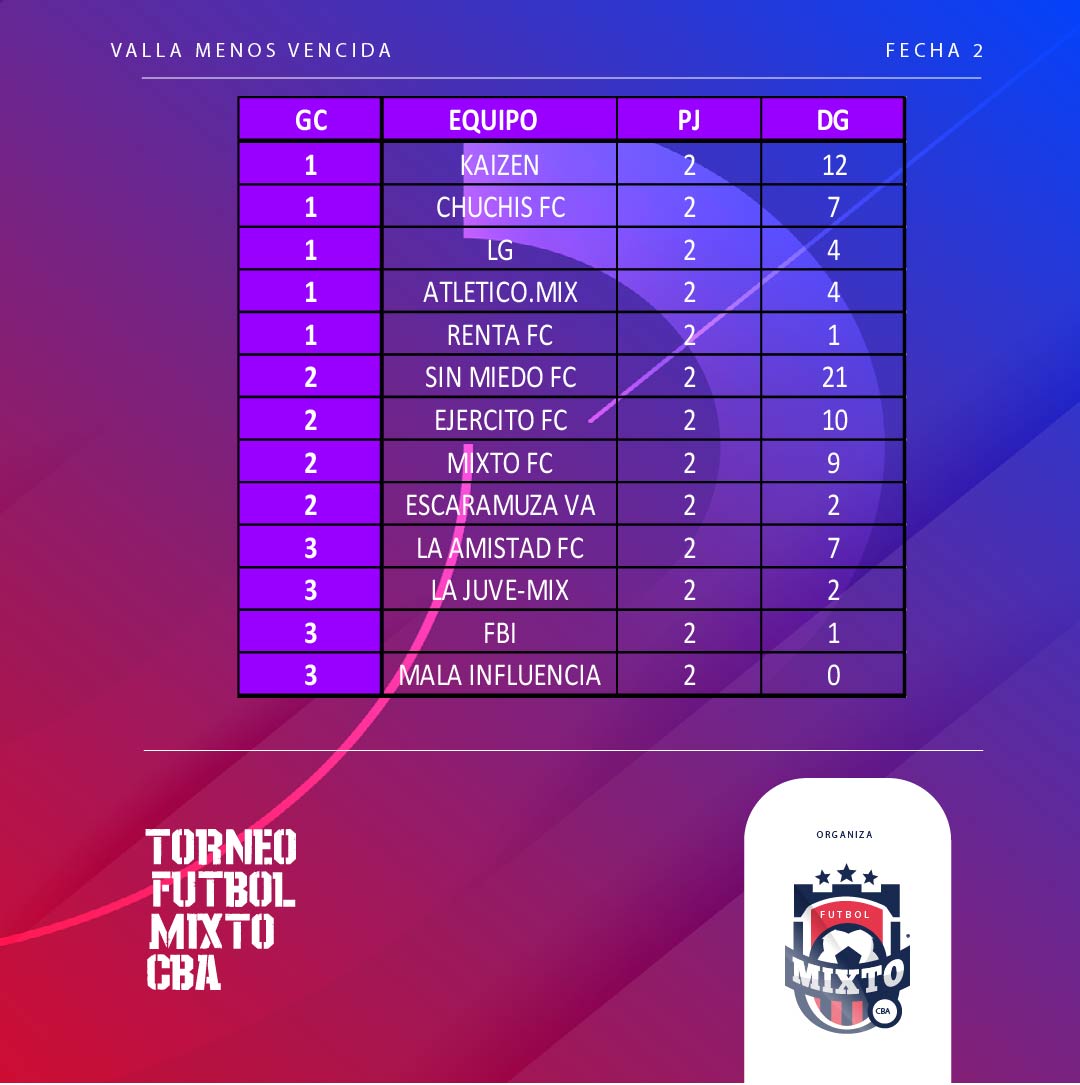 VALLA MENOS VENCIDA FECHA 2
GC EQUIPO PJ DG
1 KAIZEN 2 12
1 CHUCHIS FC 2 7
1 LG 2 4
1 ATLETICO.MIX 2 4
1 RENTA FC 2 1
2 SIN MIEDO FC 2 21
2 EJERCITO FC 2 10
2 MIXTO FC 2 9
2 ESCARAMUZA VA 2 2
3 LA AMISTAD FC 2 7
3 LA JUVE-MIX 2 2
3 FBI 2 1
3 MALA INFLUENCIA 2 0
TORNEO
FUTBOL
MIXTO
CBA
ORGANIZA
FUTBOL
MIXTO
CBA